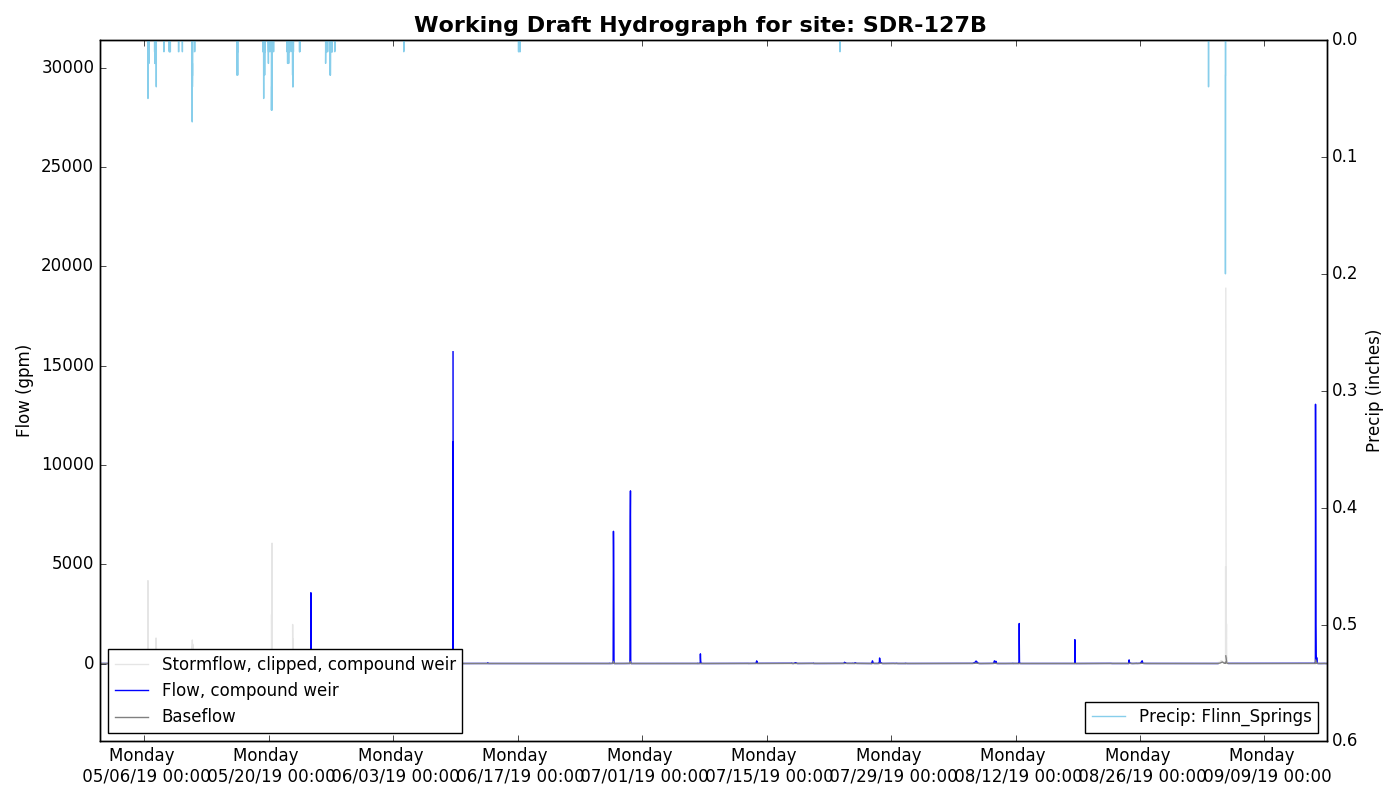 Working Draft Hydrograph for site: SDR-127B
30000
25000
20000
15000
10000
5000
0
Flow (gpm)
0.0
0.1
0.2
0.3
0.4
0.5
0.6
Precip (inches)
Stormflow, clipped, compound weir
Flow, compound weir
Baseflow
Precip: Flinn_Springs
Monday Monday Monday Monday Monday Monday Monday Monday Monday Monday
05/06/19 00:00 05/20/19 00:00 06/03/19 00:00 06/17/19 00:00 07/01/19 00:00 07/15/19 00:00 07/29/19 00:00 08/12/19 00:00 08/26/19 00:00 09/09/19 00:00